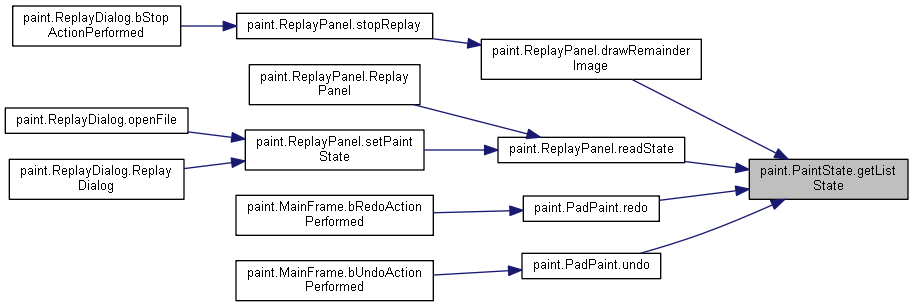 paint.ReplayDialog.bStop
ActionPerformed
paint.ReplayPanel.stopReplay
paint.ReplayPanel.drawRemainder
Image
paint.ReplayPanel.Replay
Panel
paint.ReplayDialog.openFile
paint.ReplayPanel.setPaint
State
paint.ReplayPanel.readState
paint.ReplayDialog.Replay
Dialog
paint.PaintState.getList
State
paint.MainFrame.bRedoAction
Performed
paint.PadPaint.redo
paint.MainFrame.bUndoAction
Performed
paint.PadPaint.undo